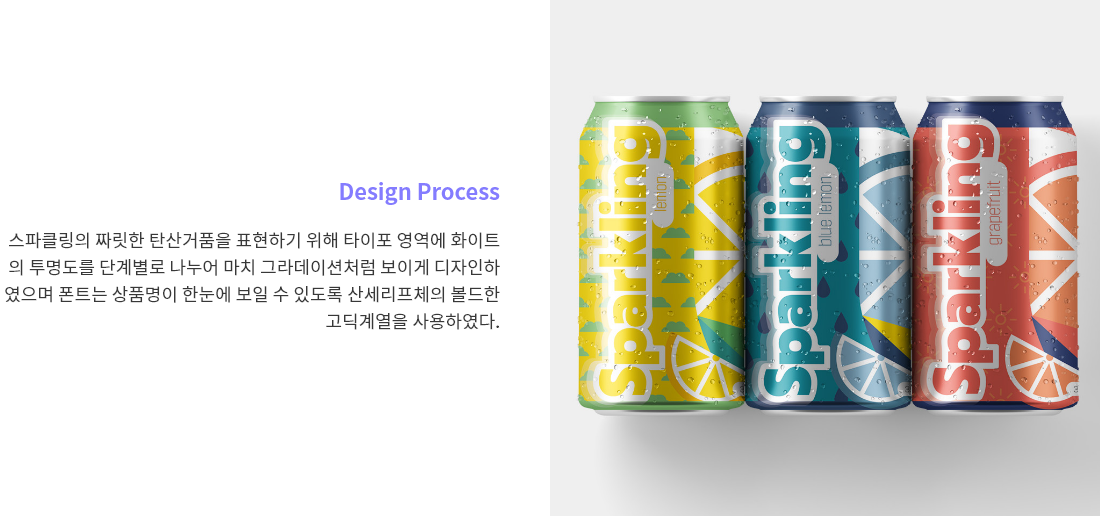 Design Process
스파클링의 짜릿한 탄산거품을 표현하기 위해 타이포 영역에 화이트
의 투명도를 단계별로 나누어 마치 그라데이션처럼 보이게 디자인하
였으며 폰트는 상품명이 한눈에 보일 수 있도록 산세리프체의 볼드한
고딕계열을 사용하였다.
Sparkling
lemon
Sparkling
blue lemon
Sparkling
grapefruit